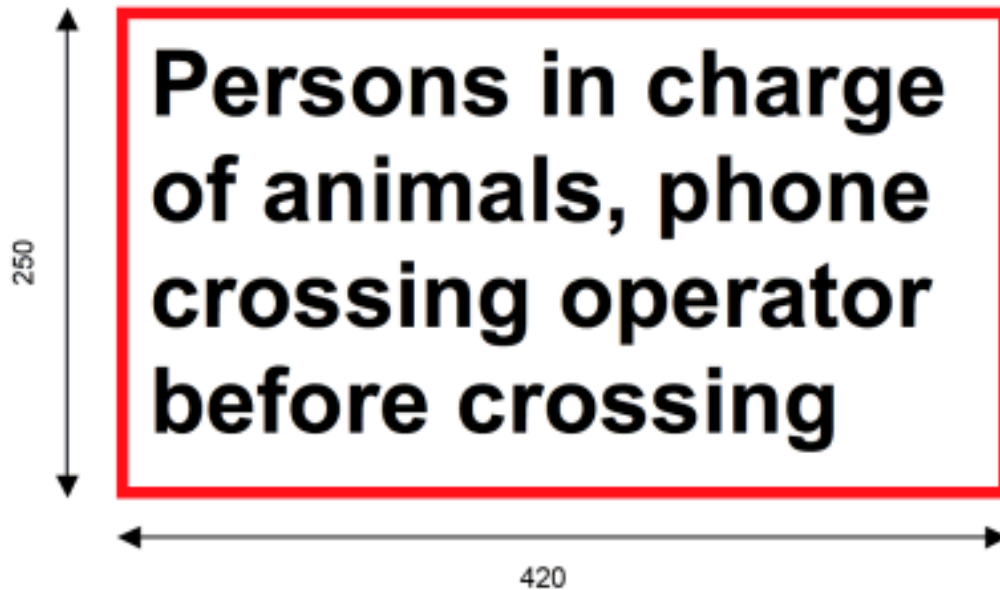 Persons in charge
of animals, phone
crossing operator
before crossing
250
420